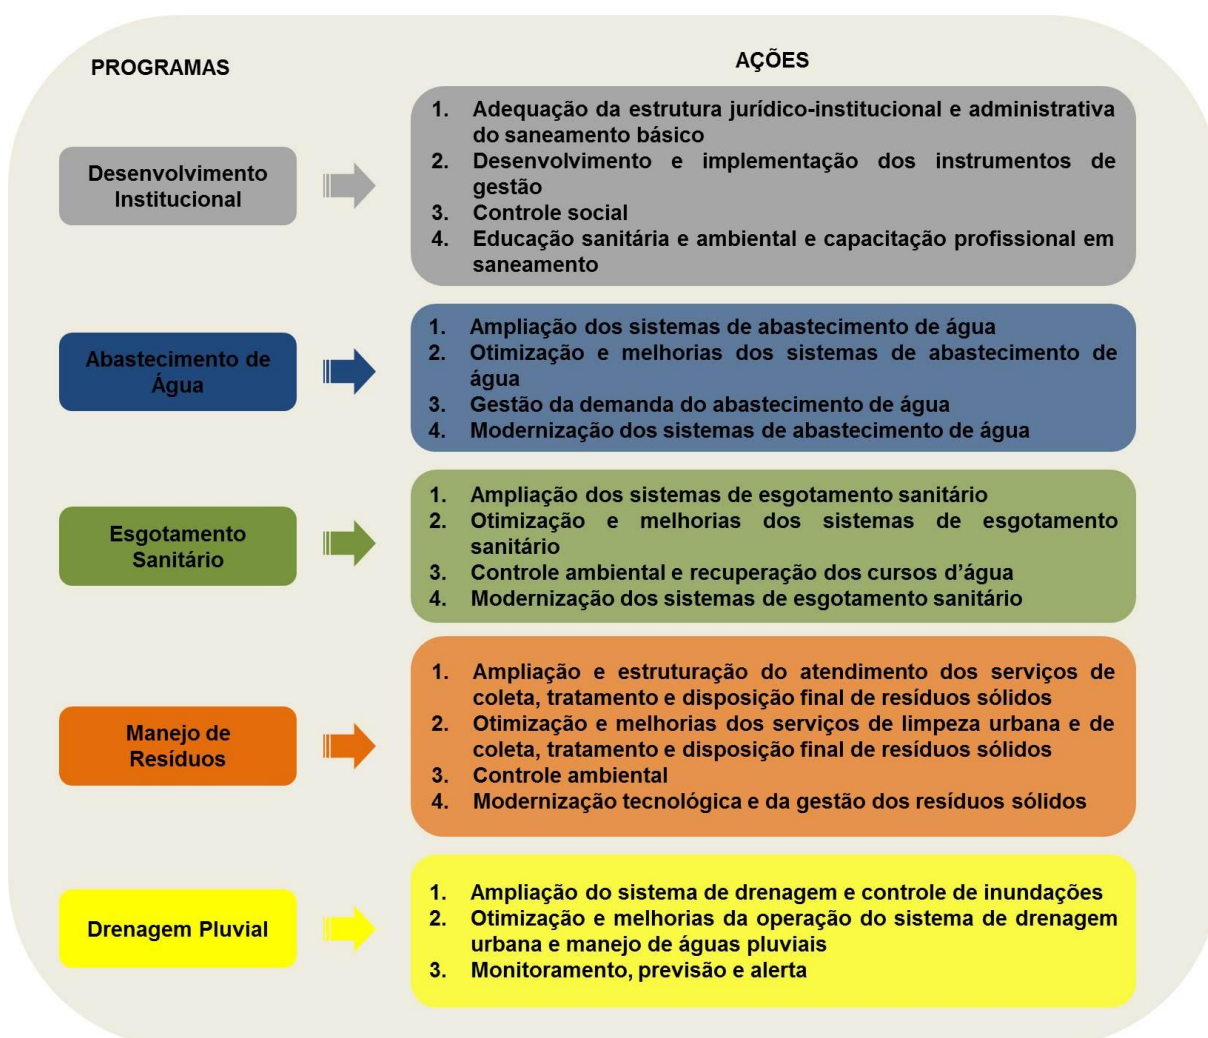 PROGRAMAS
AÇÕES
Desenvolvimento
Institucional
1. Adequação da estrutura jurídico-institucional e administrativa
do saneamento básico
2. Desenvolvimento e implementação dos instrumentos de
gestão
3. Controle social
4. Educação sanitária e ambiental e capacitação profissional em
saneamento
Abastecimento de
Água
1. Ampliação dos sistemas de abastecimento de água
2. Otimização e melhorias dos sistemas de abastecimento de
água
3. Gestão da demanda do abastecimento de água
4. Modernização dos sistemas de abastecimento de água
Esgotamento
Sanitário
1. Ampliação dos sistemas de esgotamento sanitário
2. Otimização e melhorias dos sistemas de esgotamento
sanitário
3. Controle ambiental e recuperação dos cursos d’água
4. Modernização dos sistemas de esgotamento sanitário
Manejo de
Resíduos
1. Ampliação e estruturação do atendimento dos serviços de
coleta, tratamento e disposição final de resíduos sólidos
2. Otimização e melhorias dos serviços de limpeza urbana e de
coleta, tratamento e disposição final de resíduos sólidos
3. Controle ambiental
4. Modernização tecnológica e da gestão dos resíduos sólidos
Drenagem Pluvial
1. Ampliação do sistema de drenagem e controle de inundações
2. Otimização e melhorias da operação do sistema de drenagem
urbana e manejo de águas pluviais
3. Monitoramento, previsão e alerta